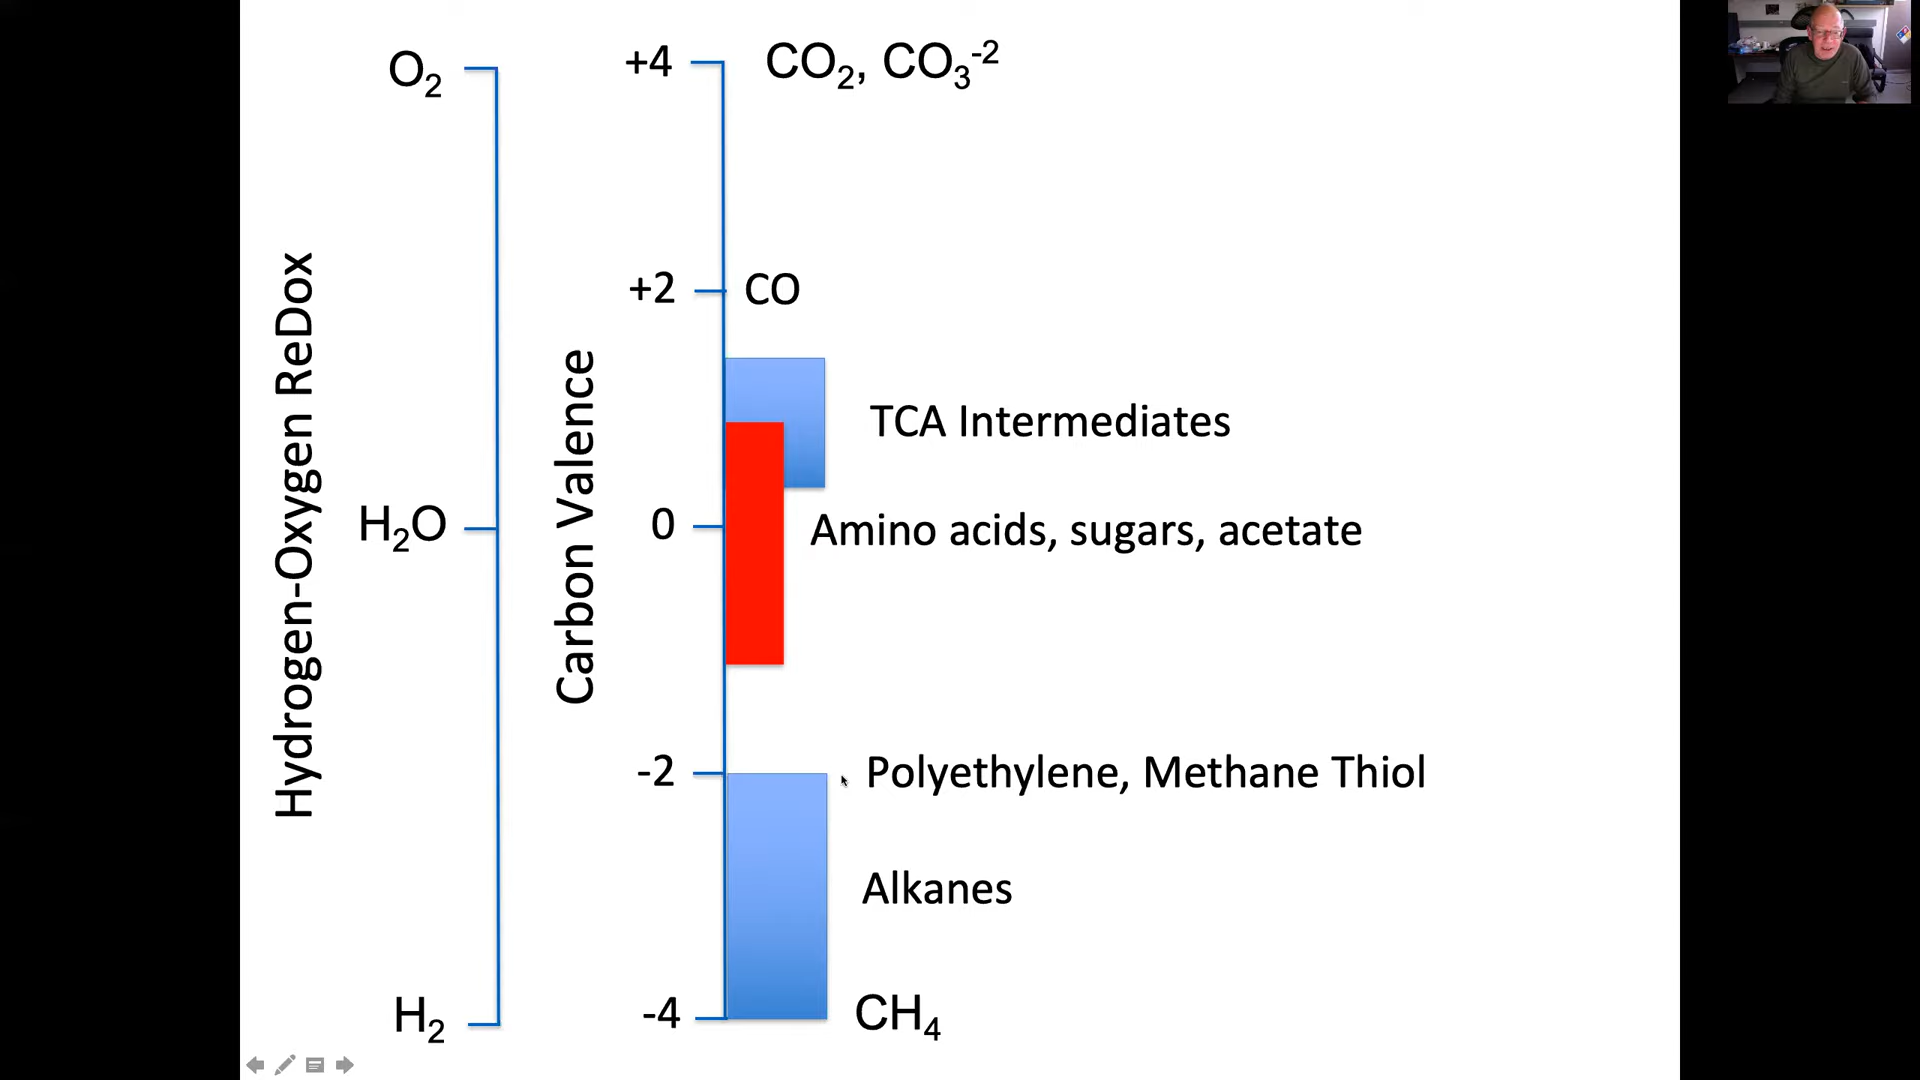 Hydrogen-Oxygen ReDox
O₂
H₂O
H₂
Carbon Valence
+4 CO₂, CO₃⁻²
+2 CO
TCA Intermediates
0 Amino acids, sugars, acetate
-2 Polyethylene, Methane Thiol
Alkanes
-4 CH₄